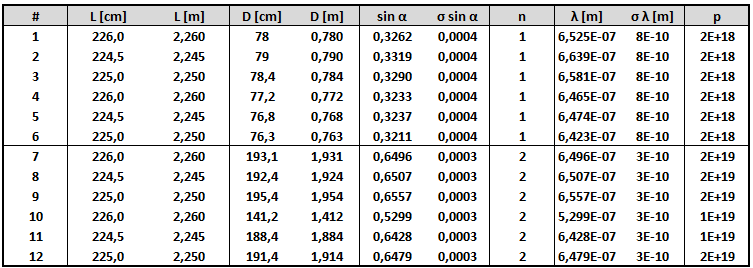 # L [cm] L [m] D [cm] D [m] sin α σ sin α n λ [m] σ λ [m] p
1 226,0 2,260 78 0,780 0,3262 0,0004 1 6,525E-07 8E-10 2E+18
2 224,5 2,245 79 0,790 0,3319 0,0004 1 6,639E-07 8E-10 2E+18
3 225,0 2,250 78,4 0,784 0,3290 0,0004 1 6,581E-07 8E-10 2E+18
4 226,0 2,260 77,2 0,772 0,3233 0,0004 1 6,465E-07 8E-10 2E+18
5 224,5 2,245 76,8 0,768 0,3237 0,0004 1 6,474E-07 8E-10 2E+18
6 225,0 2,250 76,3 0,763 0,3211 0,0004 1 6,423E-07 8E-10 2E+18
7 226,0 2,260 193,1 1,931 0,6496 0,0003 2 6,496E-07 3E-10 2E+19
8 224,5 2,245 192,4 1,924 0,6507 0,0003 2 6,507E-07 3E-10 2E+19
9 225,0 2,250 195,4 1,954 0,6557 0,0003 2 6,557E-07 3E-10 2E+19
10 226,0 2,260 141,2 1,412 0,5299 0,0003 2 5,299E-07 3E-10 1E+19
11 224,5 2,245 188,4 1,884 0,6428 0,0003 2 6,428E-07 3E-10 1E+19
12 225,0 2,250 191,4 1,914 0,6479 0,0003 2 6,479E-07 3E-10 2E+19